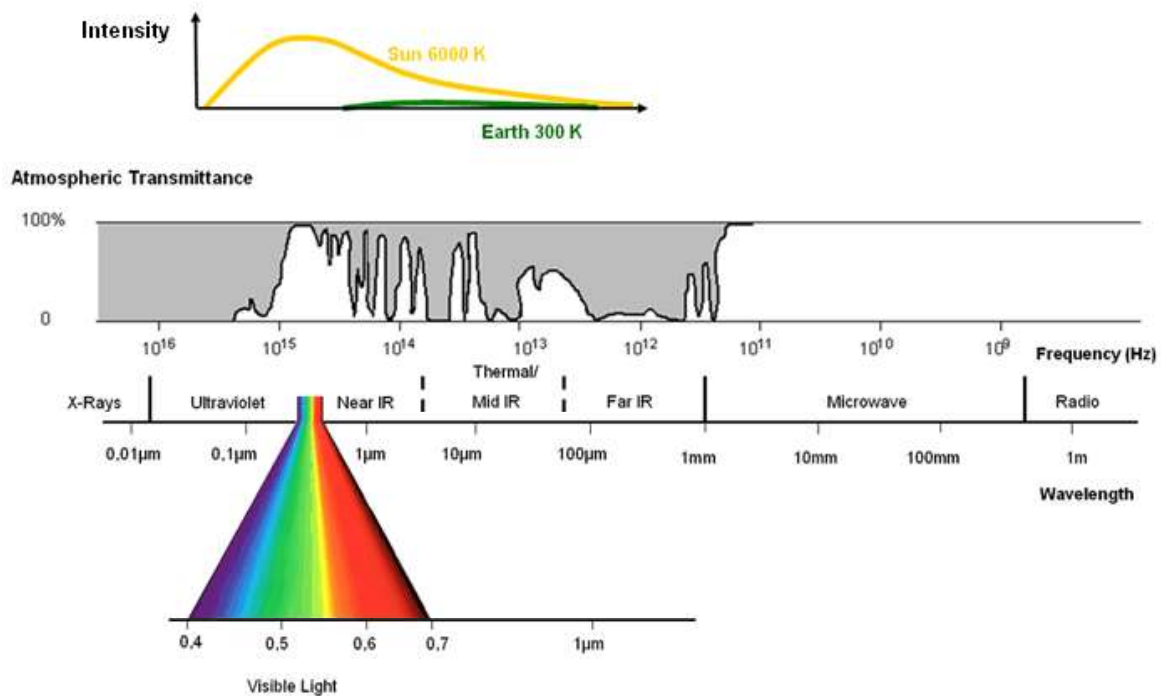 Intensity
Sun 6000 K
Earth 300 K
Atmospheric Transmittance
100%
0
10¹⁶ 10¹⁵ 10¹⁴ 10¹³ 10¹² 10¹¹ 10¹⁰ 10⁹ Frequency (Hz)
Thermal/
X-Rays Ultraviolet Near IR Mid IR Far IR Microwave Radio
0.01µm 0,1µm 1µm 10µm 100µm 1mm 10mm 100mm 1m
Wavelength
0,4 0,5 0,6 0,7 1µm
Visible Light